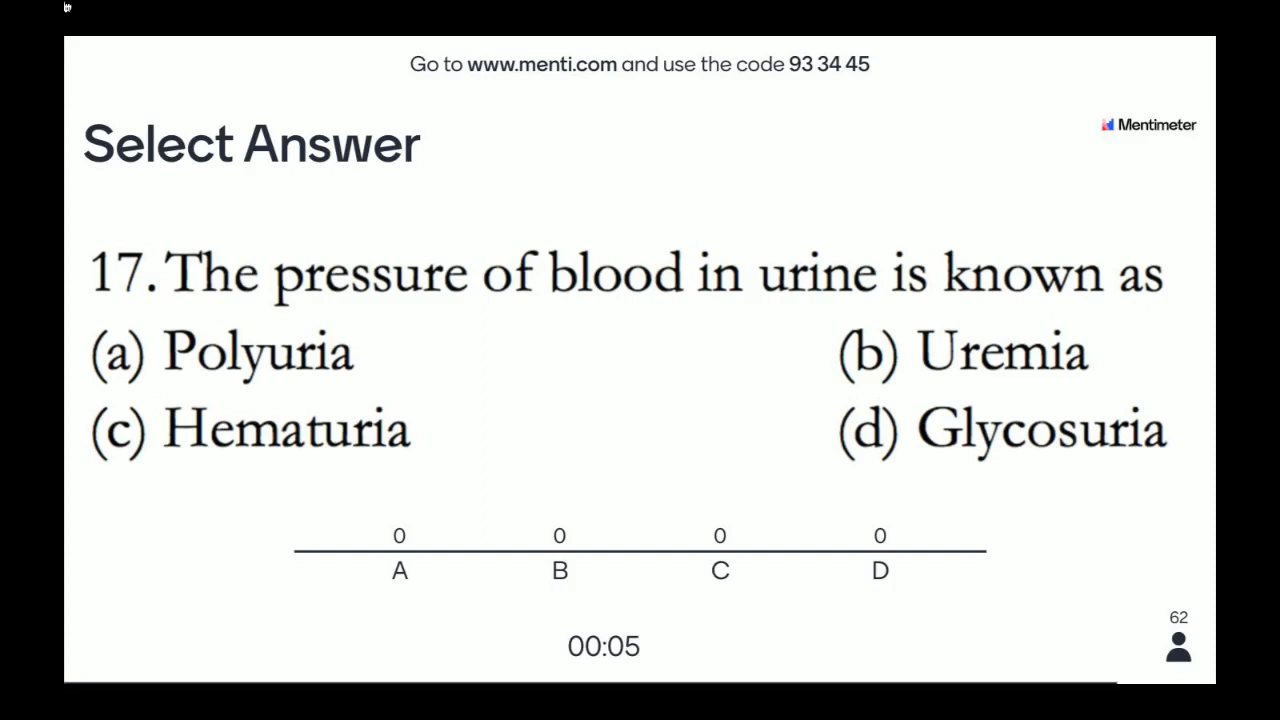 Go to www.menti.com and use the code 93 34 45
Mentimeter
Select Answer
17. The pressure of blood in urine is known as
(a) Polyuria (b) Uremia
(c) Hematuria (d) Glycosuria
0 0 0 0
A B C D
62
00:05